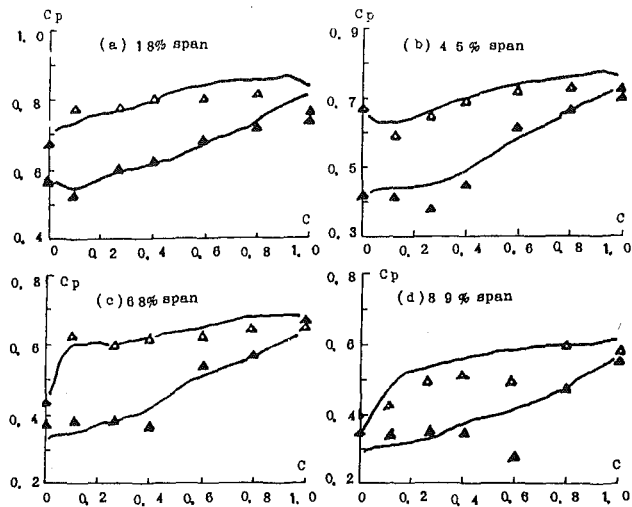 Cp
Cp
1, 0
0, 9
(a) 18% span
(b) 45% span
0, 8
0, 7
0, 6
0, 5
C
C
0, 4
0, 3
0 0, 2 0, 4 0, 6 0, 8 1, 0
0 0, 2 0, 4 0, 6 0, 8 1, 0
0, 8
Cp
(c) 68% span
0, 8
Cp
(d) 89% span
0, 6
0, 6
0, 4
0, 4
C
C
0, 2
0, 2
0 0, 2 0, 4 0, 6 0, 8 1, 0
0 0, 2 0, 4 0, 6 0, 8 1, 0